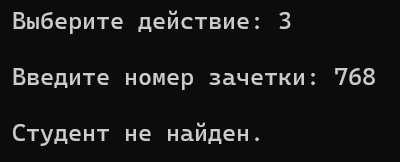 Выберите действие: 3
Введите номер зачетки: 768
Студент не найден.